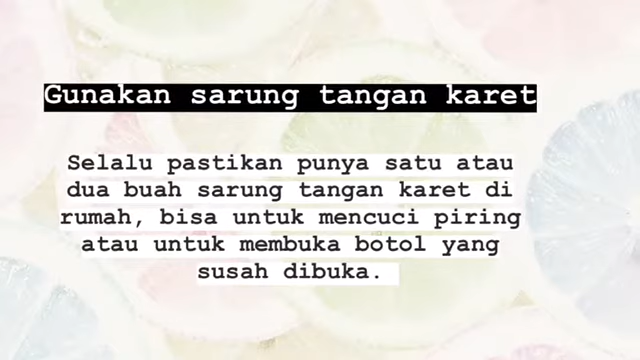 Gunakan sarung tangan karet
Selalu pastikan punya satu atau
dua buah sarung tangan karet di
rumah, bisa untuk mencuci piring
atau untuk membuka botol yang
susah dibuka.